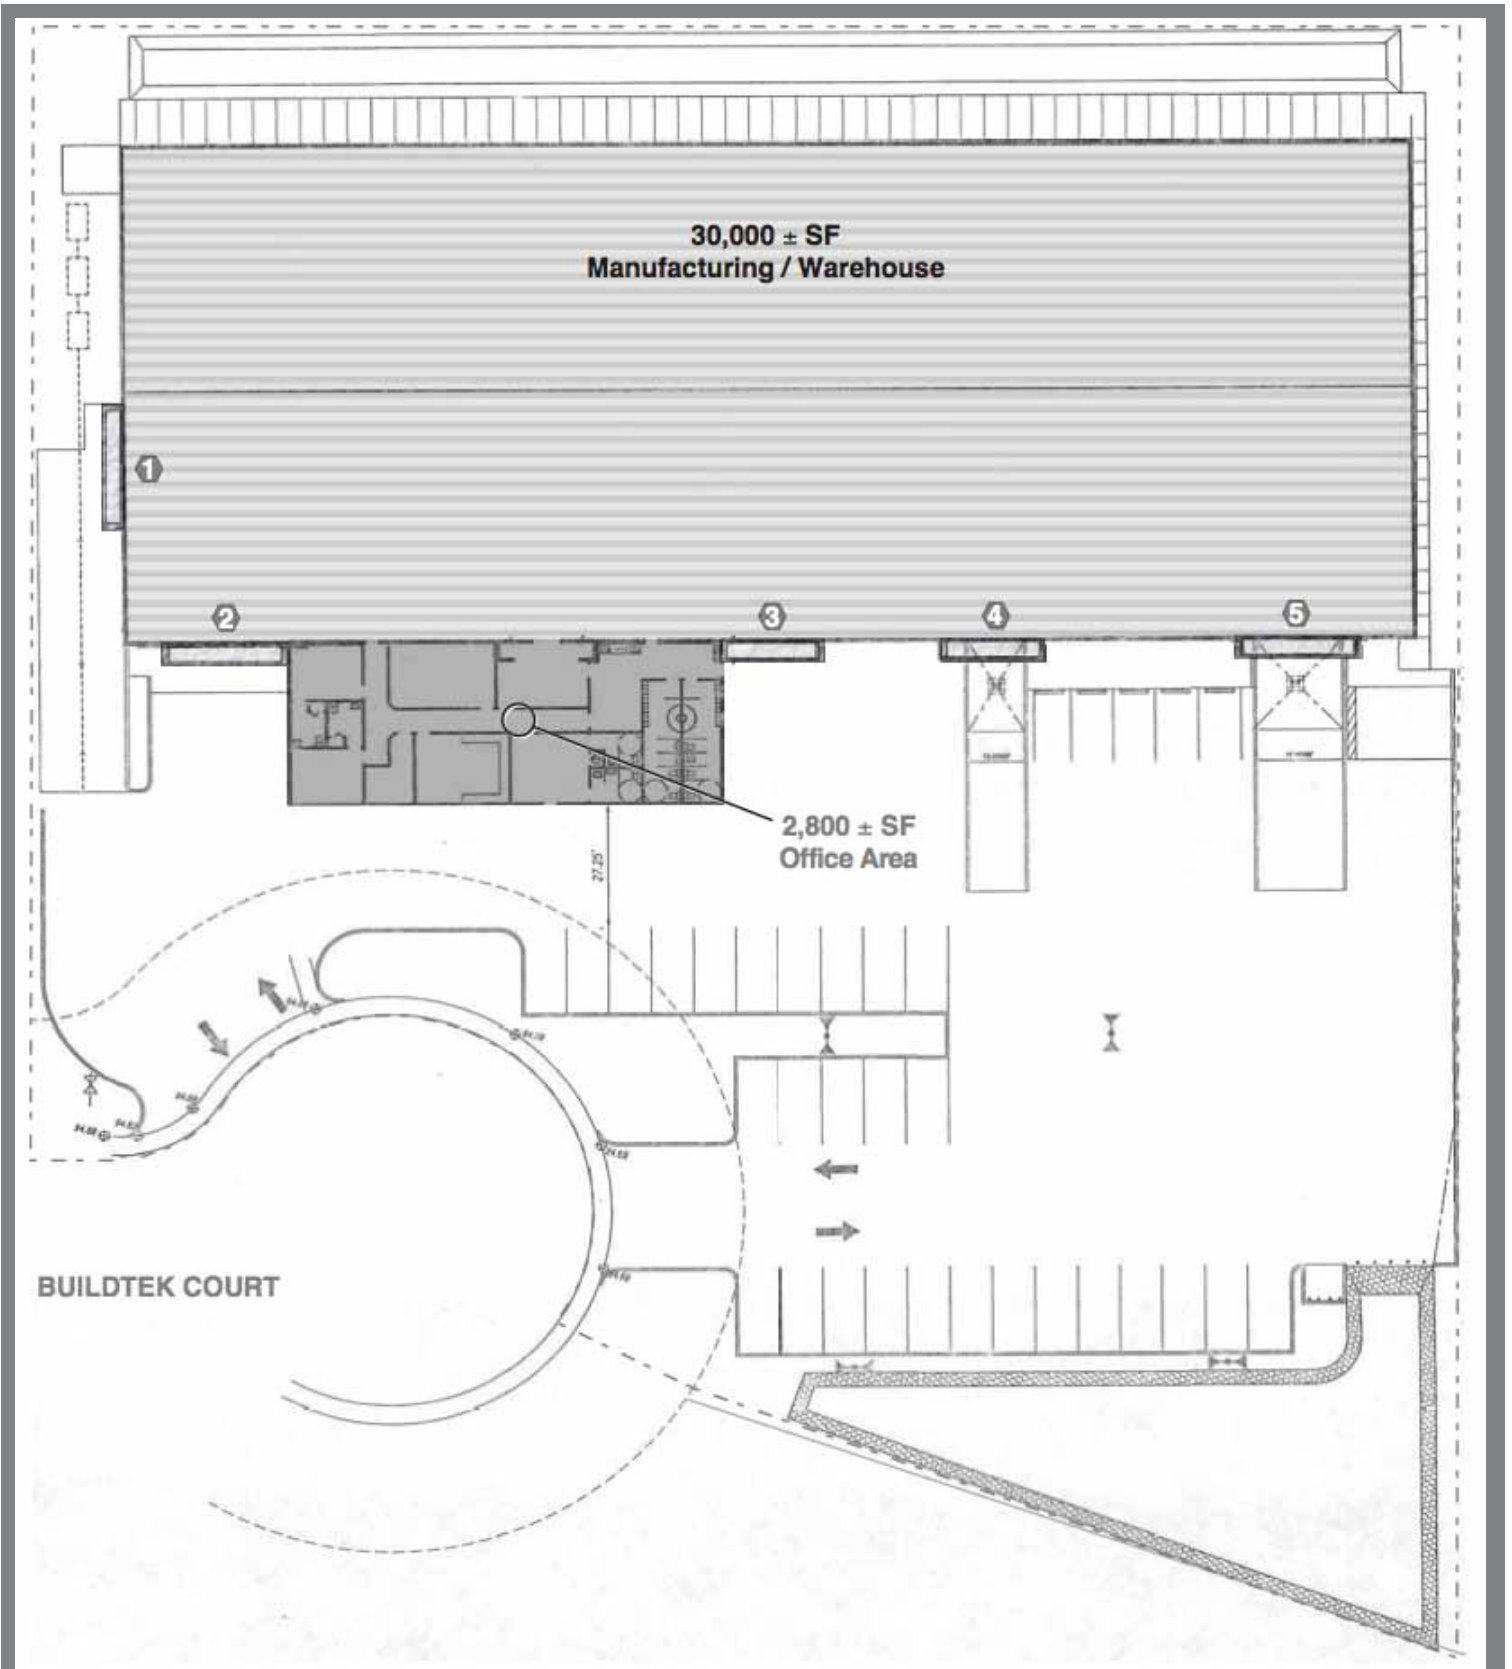 30,000 ± SF
Manufacturing / Warehouse
1
2
3
4
5
2,800 ± SF
Office Area
27.25'
BUILDTEK COURT